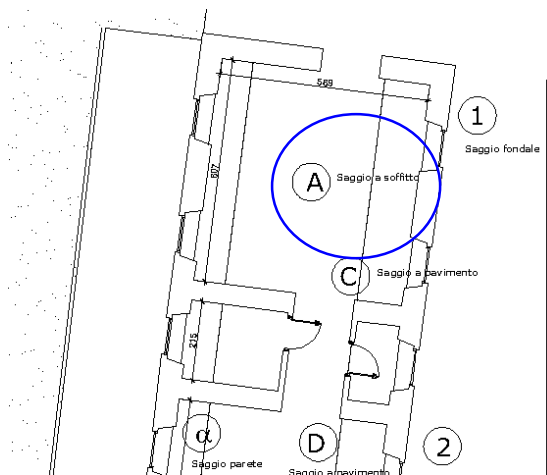 569
1
Saggio fondale
607
A
Saggio a soffitto
C
Saggio a pavimento
215
α
Saggio parete
D
Saggio a pavimento
2